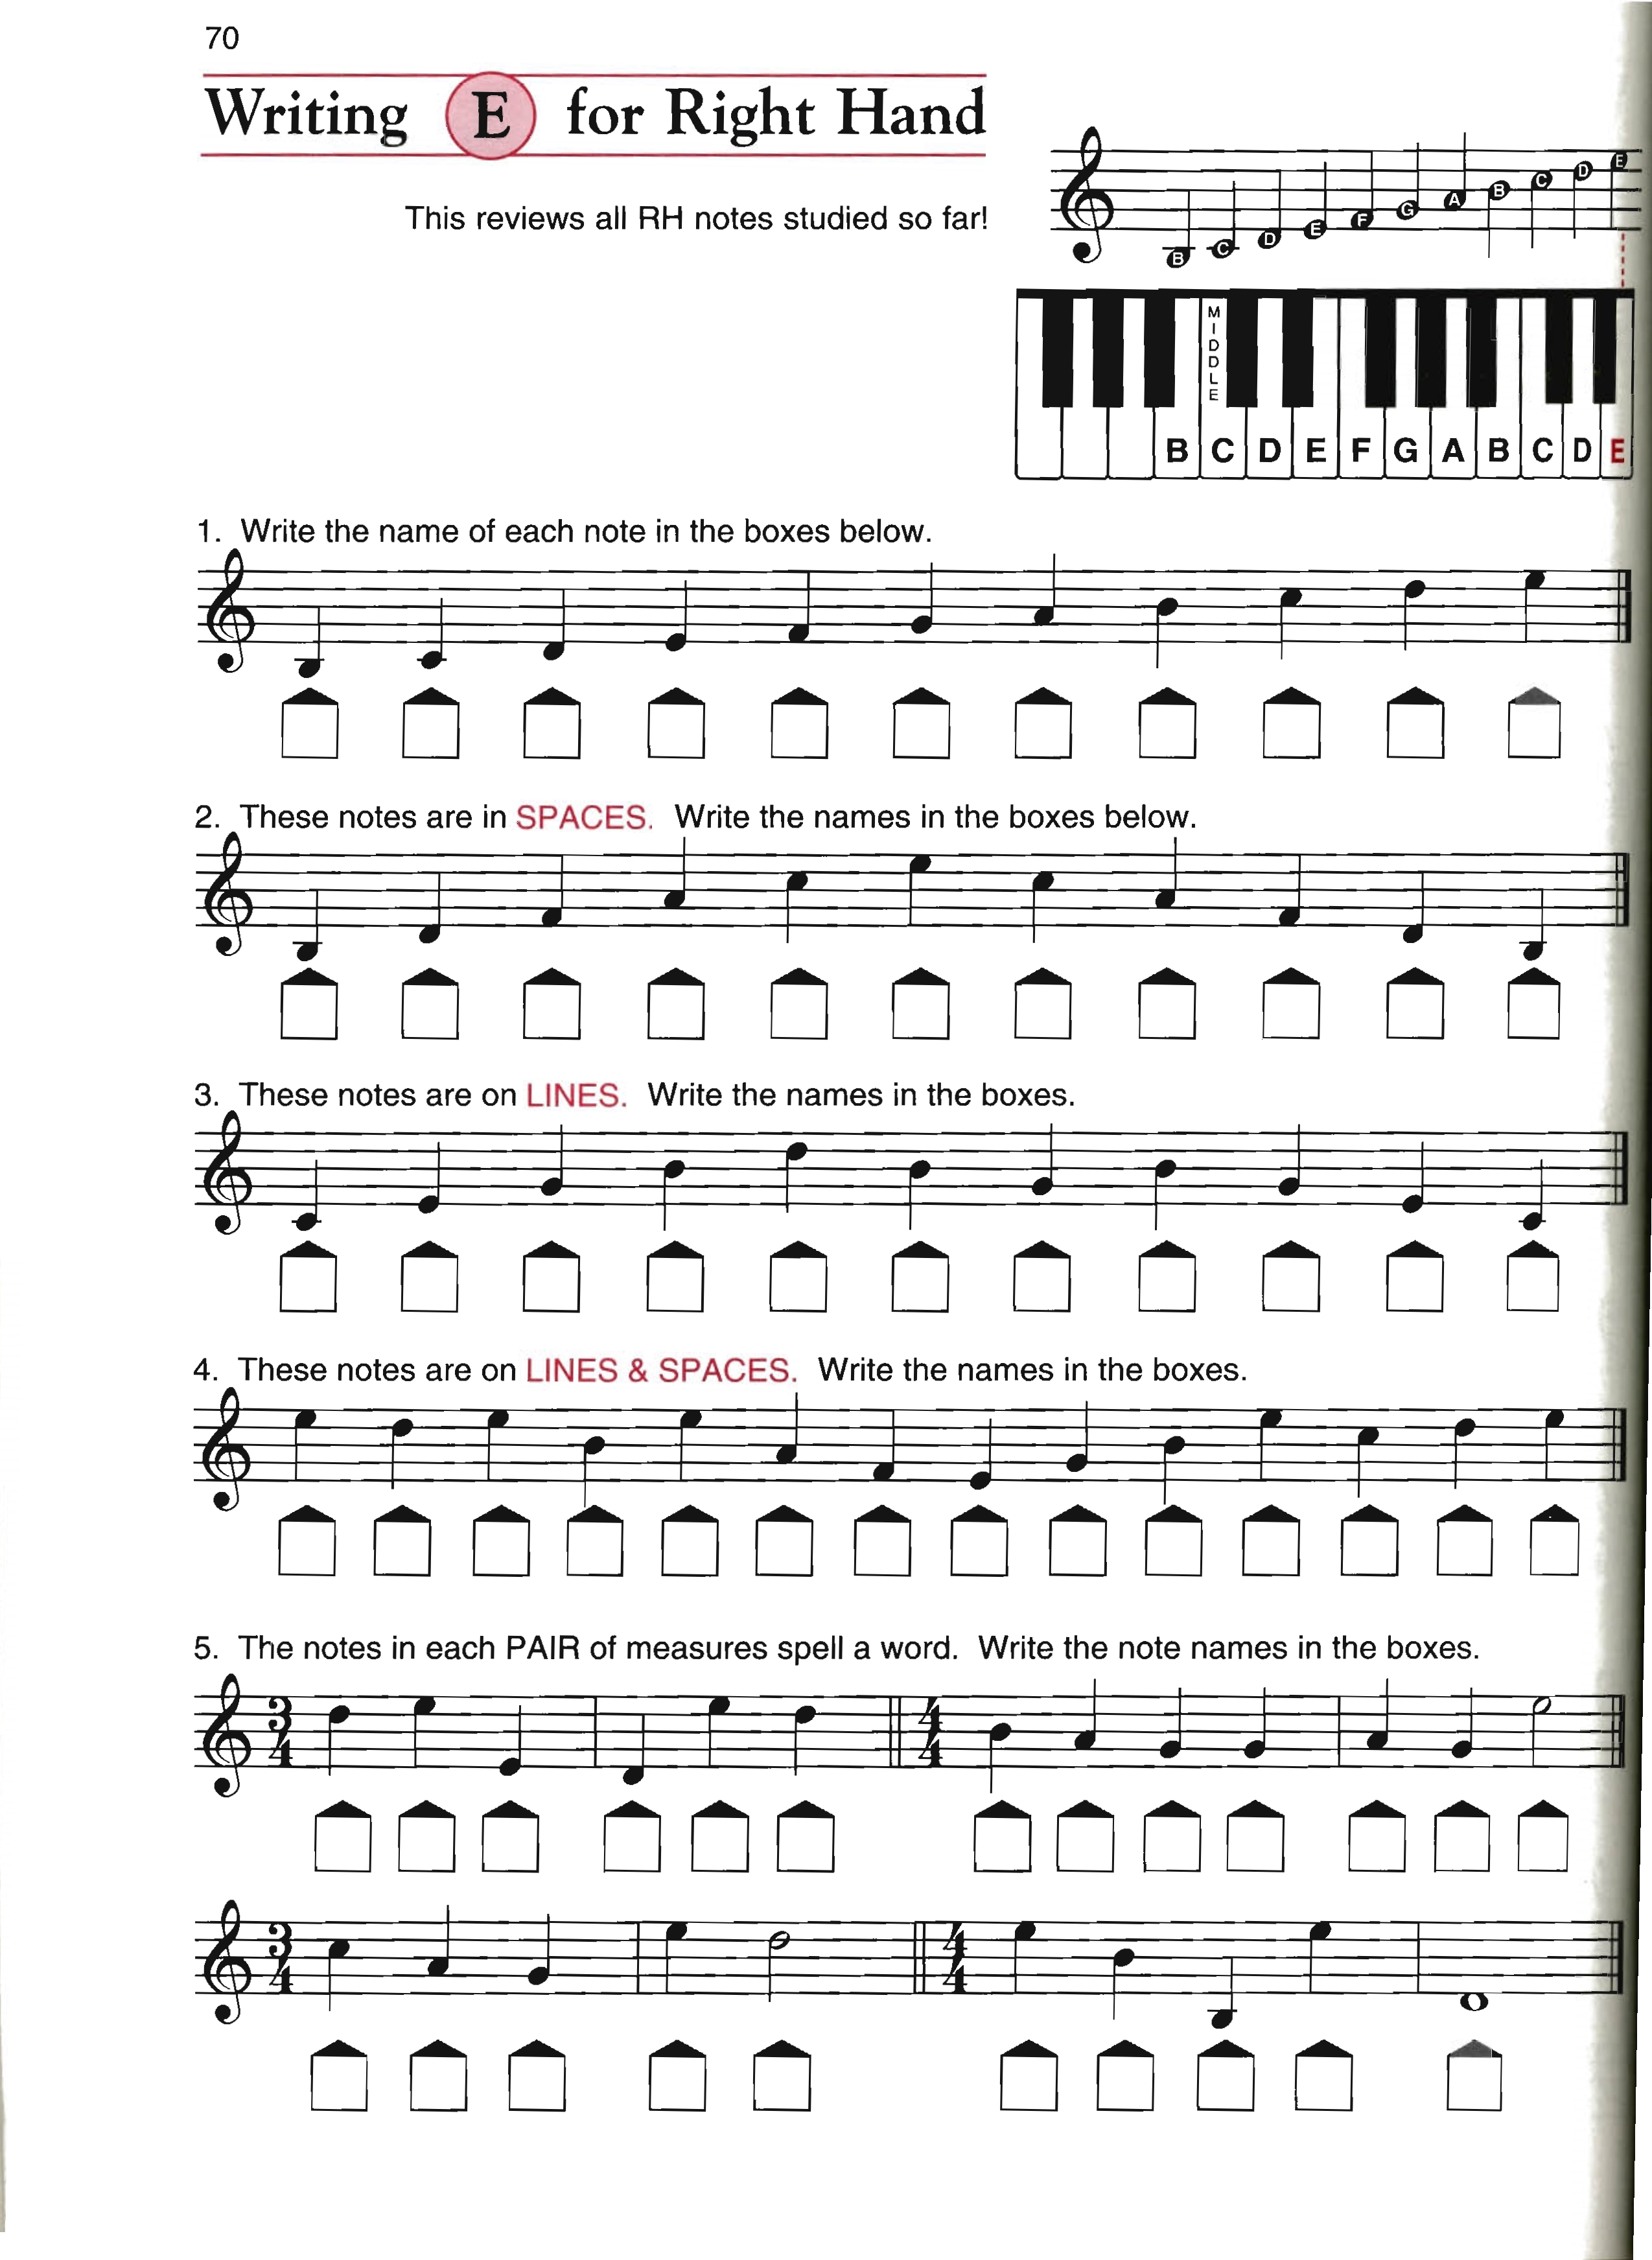 70
Writing E for Right Hand
This reviews all RH notes studied so far!
B C D E F G A B C D E
MIDDLE
B C D E F G A B C D E
1. Write the name of each note in the boxes below.
2. These notes are in SPACES. Write the names in the boxes below.
3. These notes are on LINES. Write the names in the boxes.
4. These notes are on LINES & SPACES. Write the names in the boxes.
5. The notes in each PAIR of measures spell a word. Write the note names in the boxes.
3 4 4 4
3 4 4 4